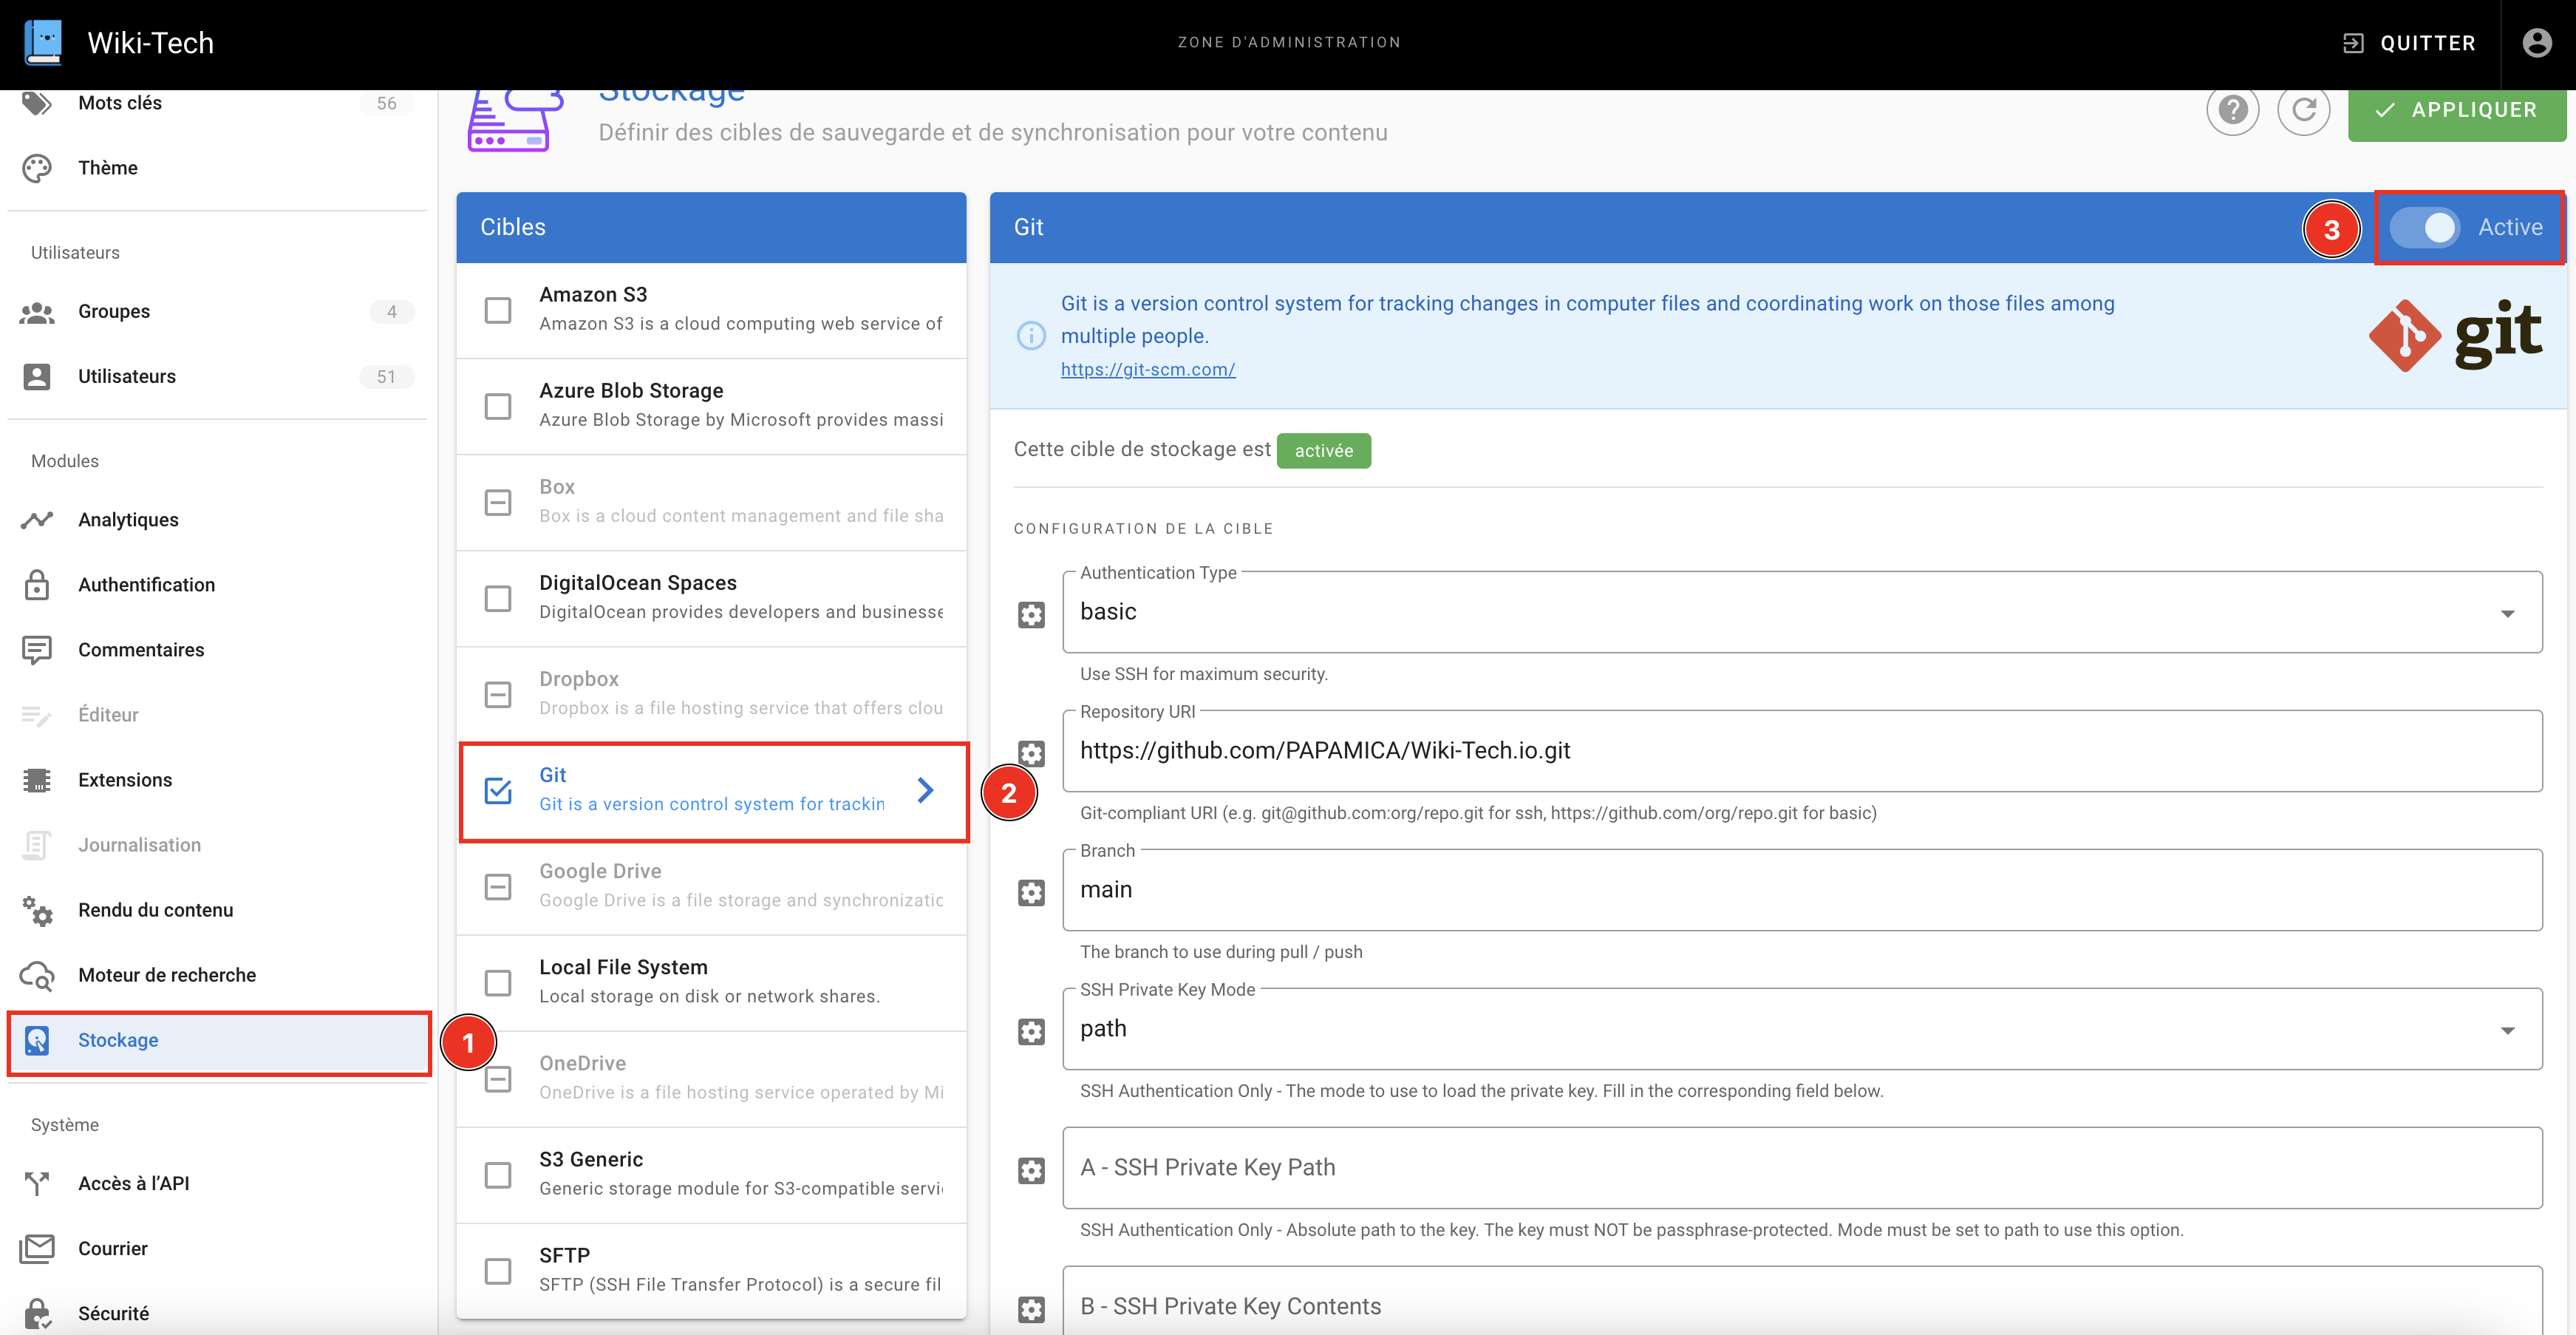 Wiki-Tech
ZONE D'ADMINISTRATION
QUITTER
Mots clés
56
Thème
Utilisateurs
Groupes
4
Utilisateurs
51
Modules
Analytiques
Authentification
Commentaires
Éditeur
Extensions
Journalisation
Rendu du contenu
Moteur de recherche
Stockage
1
Système
Accès à l'API
Courrier
Sécurité
Stockage
Définir des cibles de sauvegarde et de synchronisation pour votre contenu
APPLIQUER
Cibles
Amazon S3
Amazon S3 is a cloud computing web service of
Azure Blob Storage
Azure Blob Storage by Microsoft provides massi
Box
Box is a cloud content management and file sha
DigitalOcean Spaces
DigitalOcean provides developers and businesse
Dropbox
Dropbox is a file hosting service that offers clou
Git
Git is a version control system for trackin
2
Google Drive
Google Drive is a file storage and synchronizatic
Local File System
Local storage on disk or network shares.
OneDrive
OneDrive is a file hosting service operated by Mi
S3 Generic
Generic storage module for S3-compatible servi
SFTP
SFTP (SSH File Transfer Protocol) is a secure fil
Git
3
Active
Git is a version control system for tracking changes in computer files and coordinating work on those files among
multiple people.
https://git-scm.com/
git
Cette cible de stockage est activée
CONFIGURATION DE LA CIBLE
Authentication Type
basic
Use SSH for maximum security.
Repository URI
https://github.com/PAPAMICA/Wiki-Tech.io.git
Git-compliant URI (e.g. git@github.com:org/repo.git for ssh, https://github.com/org/repo.git for basic)
Branch
main
The branch to use during pull / push
SSH Private Key Mode
path
SSH Authentication Only - The mode to use to load the private key. Fill in the corresponding field below.
A - SSH Private Key Path
SSH Authentication Only - Absolute path to the key. The key must NOT be passphrase-protected. Mode must be set to path to use this option.
B - SSH Private Key Contents